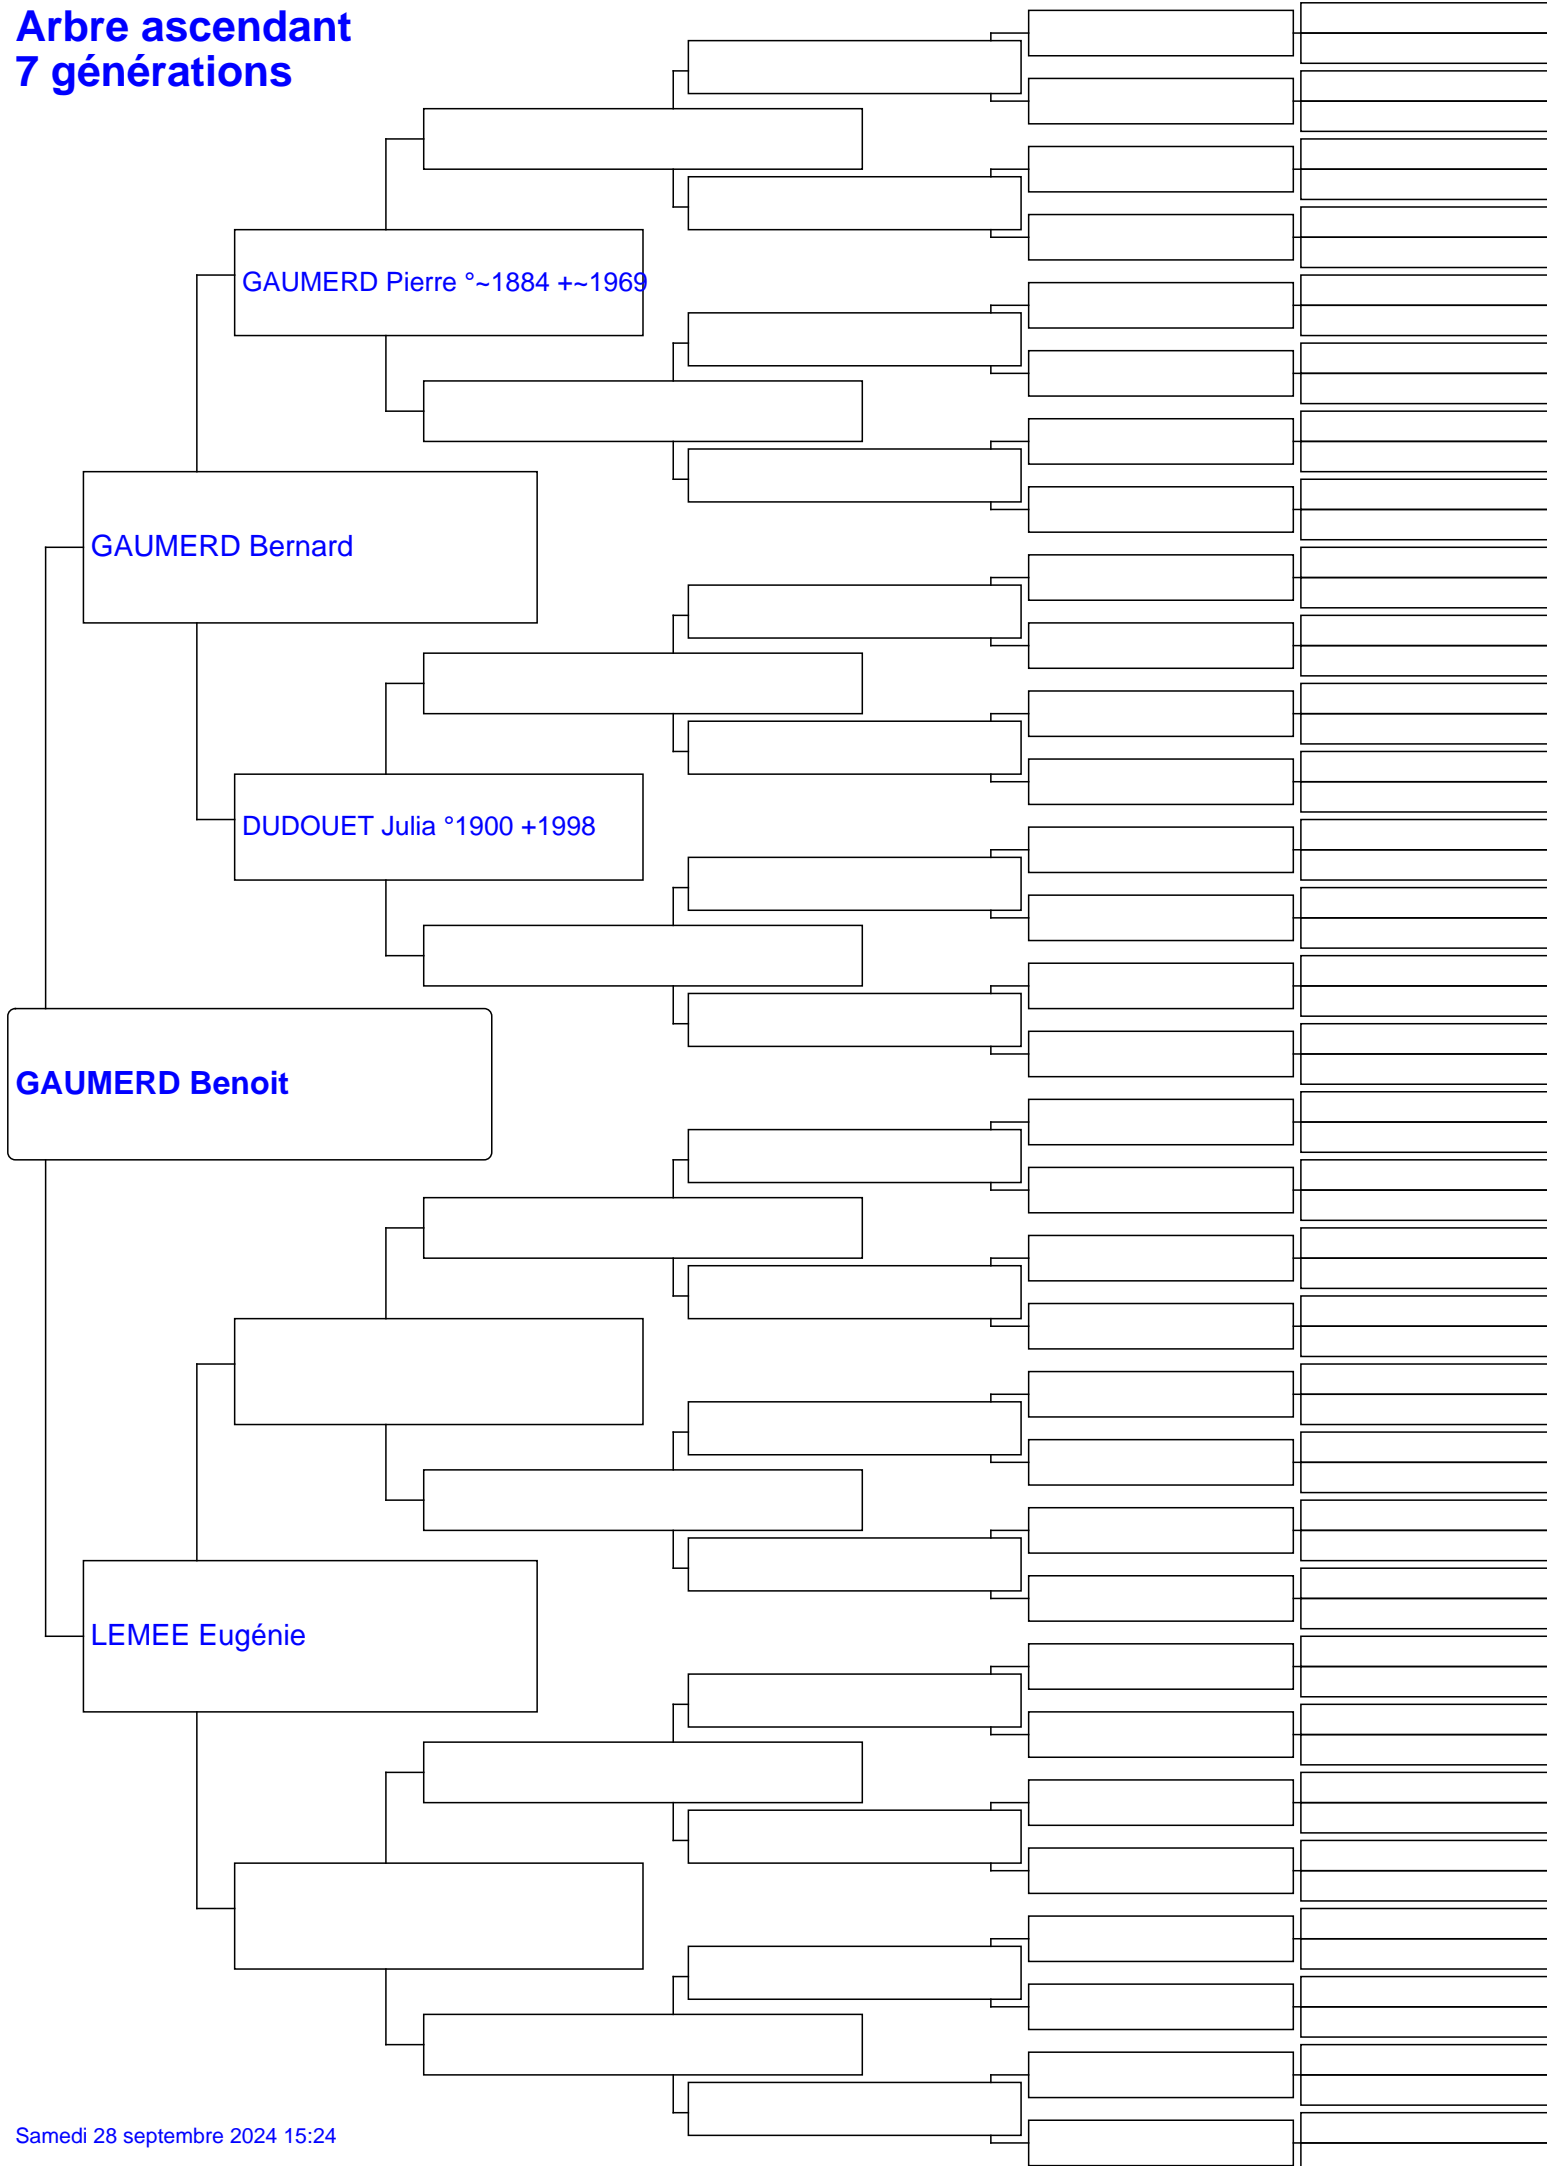 Arbre ascendant
7 générations
GAUMERD Pierre °~1884 +~1969
GAUMERD Bernard
DUDOUET Julia °1900 +1998
GAUMERD Benoit
LEMEE Eugénie
Samedi 28 septembre 2024 15:24